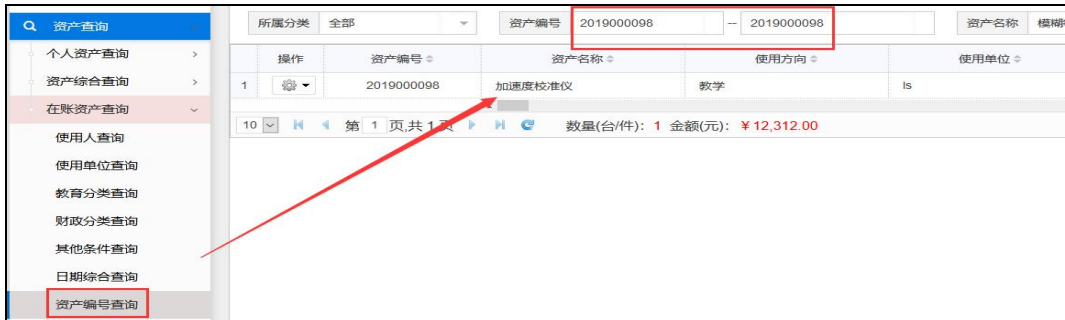 资产查询
个人资产查询
资产综合查询
在账资产查询
使用人查询
使用单位查询
教育分类查询
财政分类查询
其他条件查询
日期综合查询
资产编号查询
所属分类 全部 资产编号 2019000098 -- 2019000098 资产名称 模糊
操作 资产编号 资产名称 使用方向 使用单位
1 2019000098 加速度校准仪 教学 ls
10 第 1 页,共 1 页 数量(台/件): 1 金额(元): ¥12,312.00